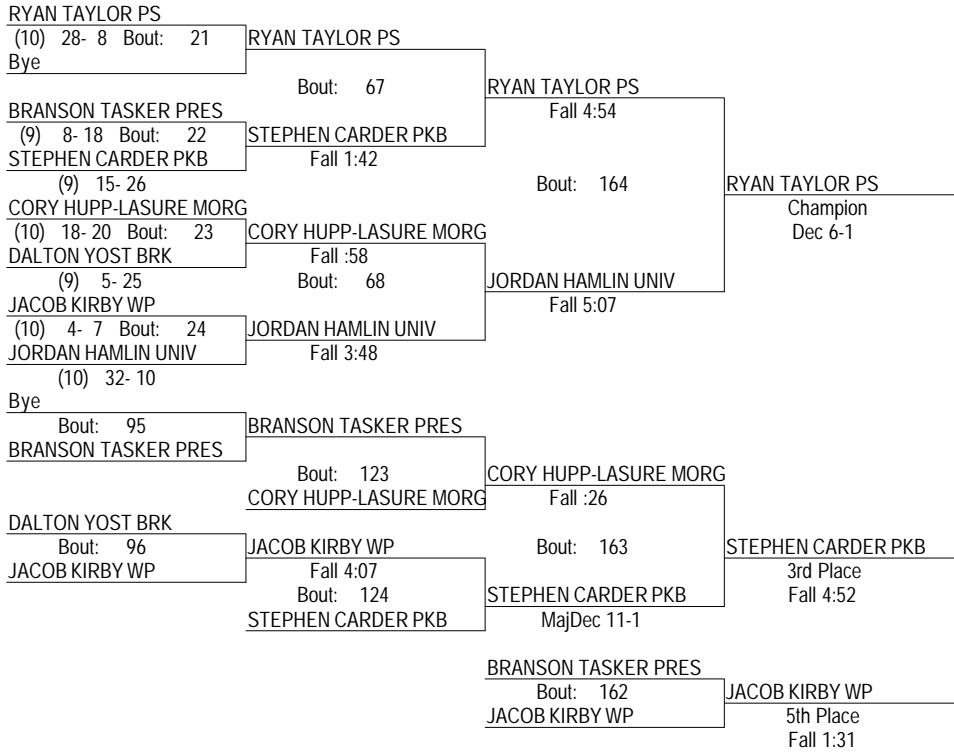 RYAN TAYLOR PS
(10) 28- 8 Bout: 21 RYAN TAYLOR PS
Bye
Bout: 67 RYAN TAYLOR PS
BRANSON TASKER PRES Fall 4:54
(9) 8- 18 Bout: 22 STEPHEN CARDER PKB
STEPHEN CARDER PKB Fall 1:42
(9) 15- 26 Bout: 164 RYAN TAYLOR PS
CORY HUPP-LASURE MORG Champion
(10) 18- 20 Bout: 23 CORY HUPP-LASURE MORG Dec 6-1
DALTON YOST BRK Fall :58
(9) 5- 25 Bout: 68 JORDAN HAMLIN UNIV
JACOB KIRBY WP Fall 5:07
(10) 4- 7 Bout: 24 JORDAN HAMLIN UNIV
JORDAN HAMLIN UNIV Fall 3:48
(10) 32- 10
Bye
Bout: 95 BRANSON TASKER PRES
BRANSON TASKER PRES
Bout: 123 CORY HUPP-LASURE MORG
CORY HUPP-LASURE MORG Fall :26
DALTON YOST BRK
Bout: 96 JACOB KIRBY WP Bout: 163 STEPHEN CARDER PKB
JACOB KIRBY WP Fall 4:07 3rd Place
Bout: 124 STEPHEN CARDER PKB Fall 4:52
STEPHEN CARDER PKB MajDec 11-1
BRANSON TASKER PRES
Bout: 162 JACOB KIRBY WP
JACOB KIRBY WP 5th Place
Fall 1:31